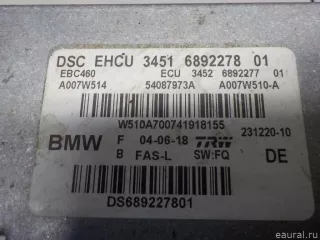 DSC EHCU 3451 6892278 01
EBC460 ECU 3452 6892277 01
A007W514 54087973A A007W510-A
W510A700741918155
BMW F 04-06-18 TRW 231220-10
B FAS-L SW:FQ DE
DS689227801
eaural.ru